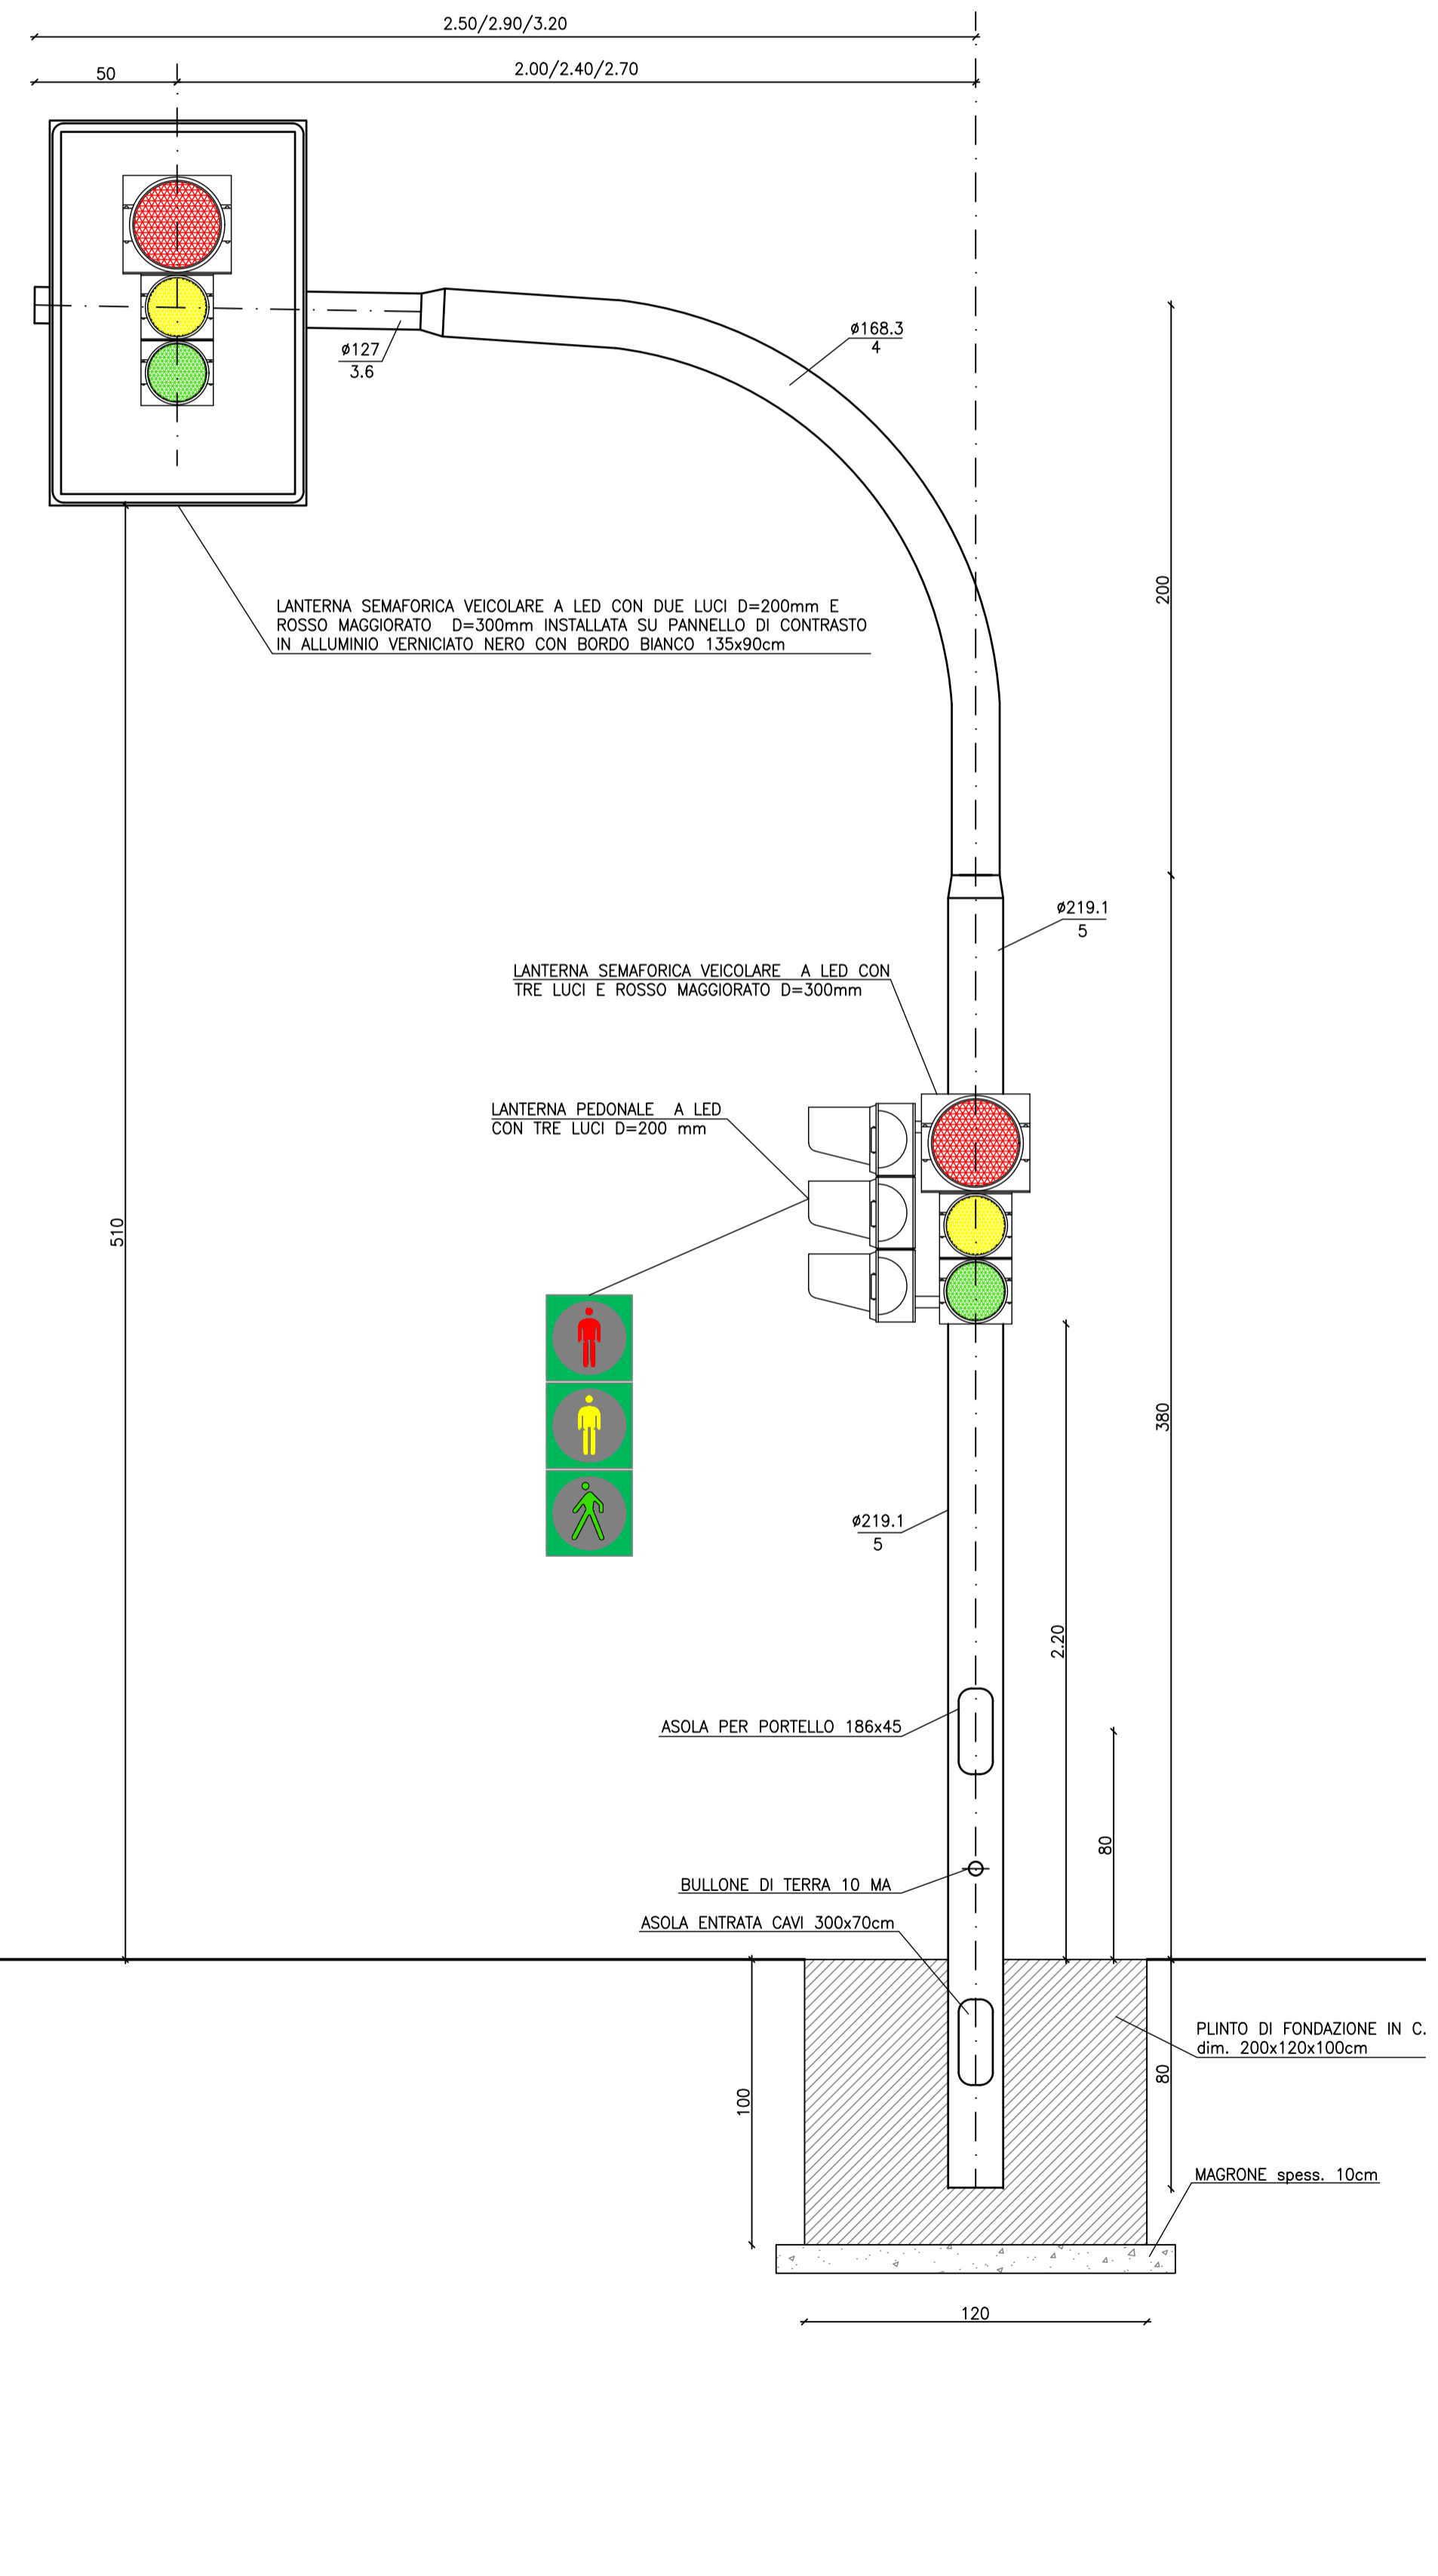 2.50/2.90/3.20
50
2.00/2.40/2.70
ø168.3
4
ø127
3.6
200
LANTERNA SEMAFORICA VEICOLARE A LED CON DUE LUCI D=200mm E
ROSSO MAGGIORATO D=300mm INSTALLATA SU PANNELLO DI CONTRASTO
IN ALLUMINIO VERNICIATO NERO CON BORDO BIANCO 135x90cm
ø219.1
5
LANTERNA SEMAFORICA VEICOLARE A LED CON
TRE LUCI E ROSSO MAGGIORATO D=300mm
LANTERNA PEDONALE A LED
CON TRE LUCI D=200 mm
510
380
ø219.1
5
2.20
ASOLA PER PORTELLO 186x45
80
BULLONE DI TERRA 10 MA
ASOLA ENTRATA CAVI 300x70cm
PLINTO DI FONDAZIONE IN C.
dim. 200x120x100cm
80
100
MAGRONE spess. 10cm
120